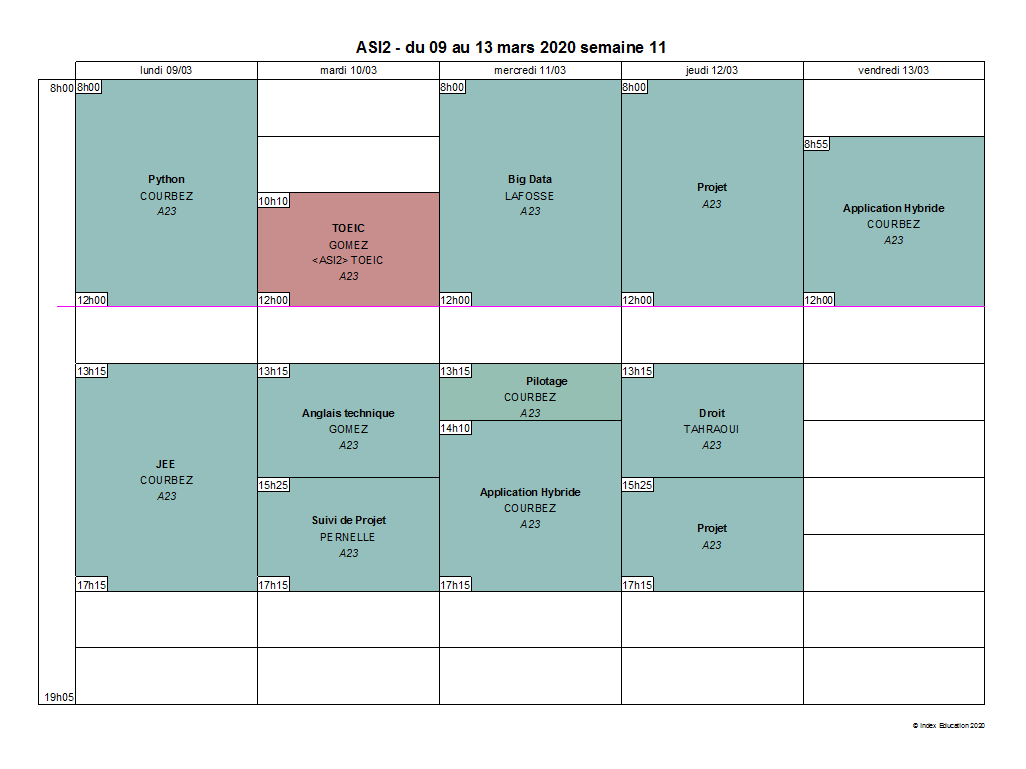 ASI2 - du 09 au 13 mars 2020 semaine 11
lundi 09/03
mardi 10/03
mercredi 11/03
jeudi 12/03
vendredi 13/03
8h00
8h00
Python
COURBEZ
A23
12h00
13h15
JEE
COURBEZ
A23
17h15
10h10
TOEIC
GOMEZ
<ASI2> TOEIC
A23
12h00
13h15
Anglais technique
GOMEZ
A23
15h25
Suivi de Projet
PERNELLE
A23
17h15
8h00
Big Data
LAFOSSE
A23
12h00
13h15
Pilotage
COURBEZ
A23
14h10
Application Hybride
COURBEZ
A23
17h15
8h00
Projet
A23
12h00
13h15
Droit
TAHRAOUI
A23
15h25
Projet
A23
17h15
8h55
Application Hybride
COURBEZ
A23
12h00
19h05
© Index Education 2020